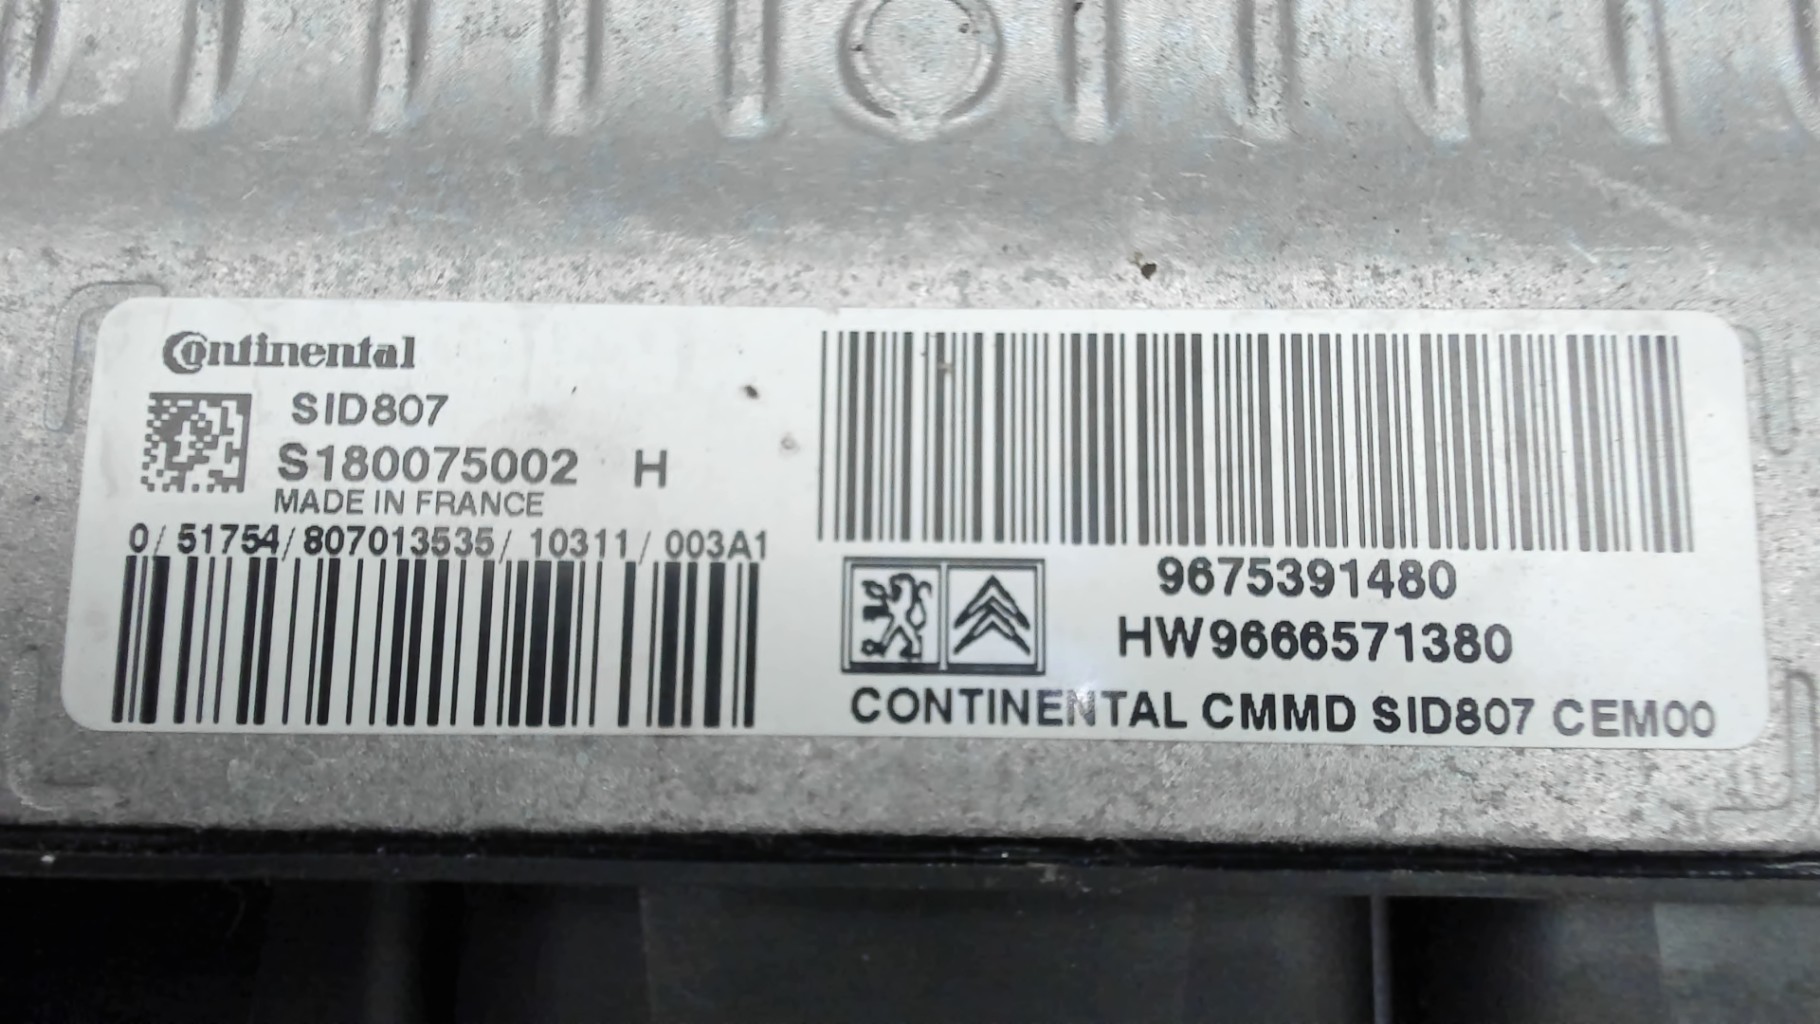 Continental
SID807
S180075002 H
MADE IN FRANCE
0/ 51754/807013535/ 10311/ 003A1
9675391480
HW9666571380
CONTINENTAL CMMD SID807 CEM00